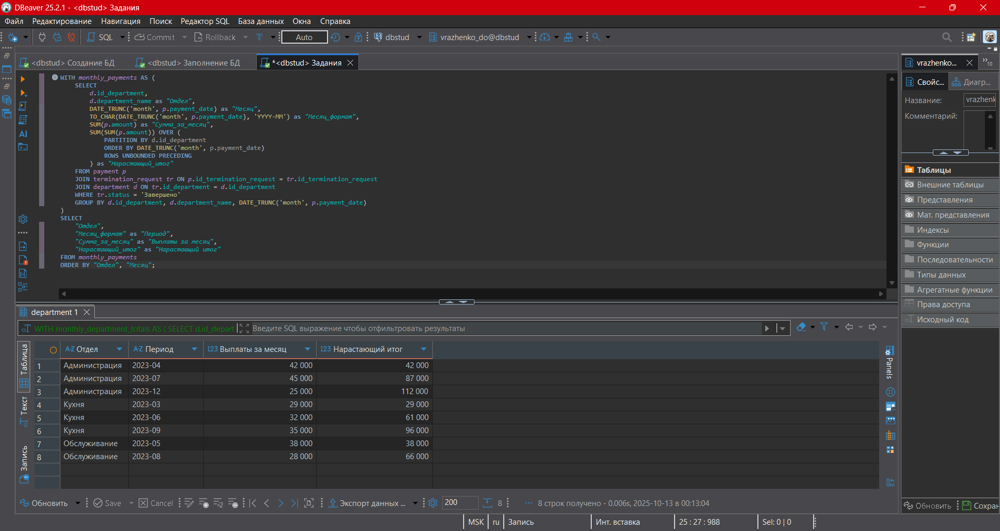 DBeaver 25.2.1 - <dbstud> Задания
Файл Редактирование Навигация Поиск Редактор SQL База данных Окна Справка
SQL Commit Rollback T Auto dbstud vrazhenko_do@dbstud
<dbstud> Создание БД <dbstud> Заполнение БД *<dbstud> Задания
WITH monthly_payments AS (
SELECT
d.id_department,
d.department_name as "Отдел",
DATE_TRUNC('month', p.payment_date) as "Месяц",
TO_CHAR(DATE_TRUNC('month', p.payment_date), 'YYYY-MM') as "Месяц_формат",
SUM(p.amount) as "Сумма_за_месяц",
SUM(SUM(p.amount)) OVER (
PARTITION BY d.id_department
ORDER BY DATE_TRUNC('month', p.payment_date)
ROWS UNBOUNDED PRECEDING
) as "Нарастающий_итог"
FROM payment p
JOIN termination_request tr ON p.id_termination_request = tr.id_termination_request
JOIN department d ON tr.id_department = d.id_department
WHERE tr.status = 'Завершено'
GROUP BY d.id_department, d.department_name, DATE_TRUNC('month', p.payment_date)
)
SELECT
"Отдел",
"Месяц_формат" as "Период",
"Сумма_за_месяц" as "Выплаты за месяц",
"Нарастающий_итог" as "Нарастающий итог"
FROM monthly_payments
ORDER BY "Отдел", "Месяц";
AI
vrazhenko... 10
Свойс... Диагр...
Название: vrazhenk
Комментарий:
Таблицы
Внешние таблицы
Представления
Мат. представления
Индексы
Функции
Последовательности
Типы данных
Агрегатные функции
Права доступа
Исходный код
Обновить Сохран
department 1
WITH monthly_department_totals AS ( SELECT d.id_depart Введите SQL выражение чтобы отфильтровать результаты
Таблица
Текст
Запись
Panels
A-Z Отдел A-Z Период 123 Выплаты за месяц 123 Нарастающий итог
1 Администрация 2023-04 42 000 42 000
2 Администрация 2023-07 45 000 87 000
3 Администрация 2023-12 25 000 112 000
4 Кухня 2023-03 29 000 29 000
5 Кухня 2023-06 32 000 61 000
6 Кухня 2023-09 35 000 96 000
7 Обслуживание 2023-05 38 000 38 000
8 Обслуживание 2023-08 28 000 66 000
Обновить Save Cancel Экспорт данных ... 200 8 ... 8 строк получено - 0.006s, 2025-10-13 в 00:13:04
MSK ru Запись Инт. вставка 25 : 27 : 988 Sel: 0 | 0